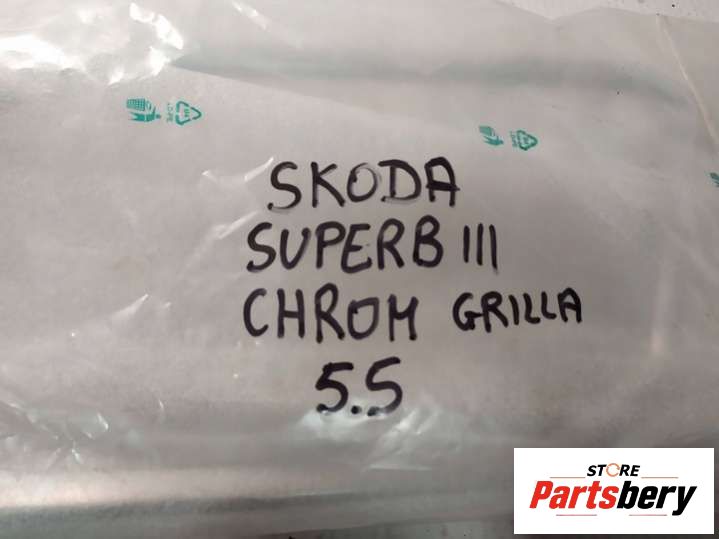 SKODA
SUPERB III
CHROM GRILLA
5.5
STORE
Partsbery